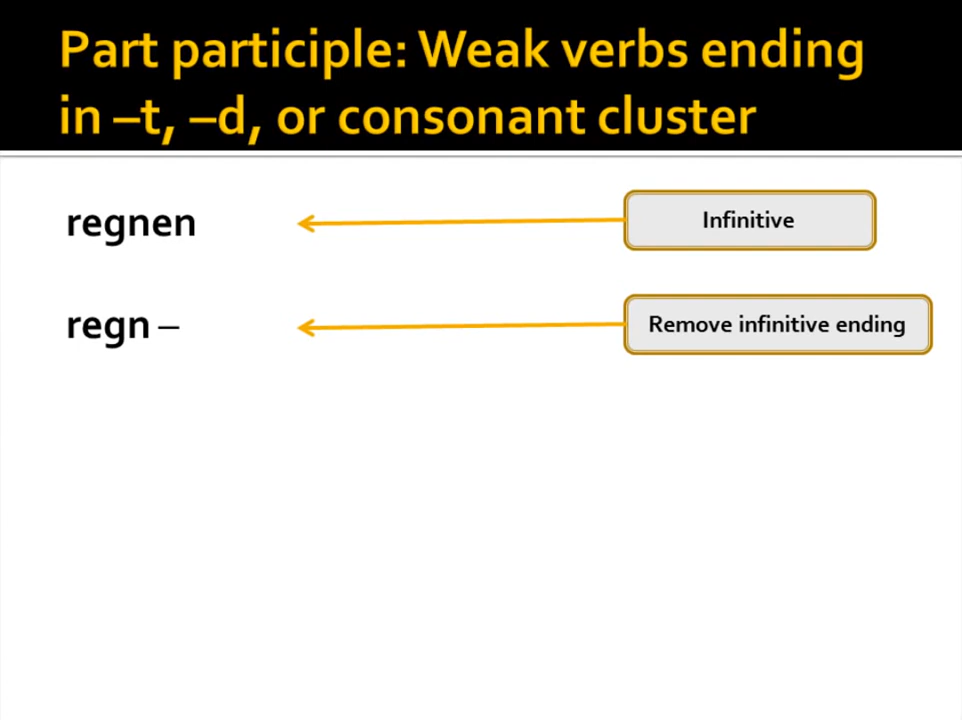 Part participle: Weak verbs ending
in –t, –d, or consonant cluster
regnen
Infinitive
regn –
Remove infinitive ending